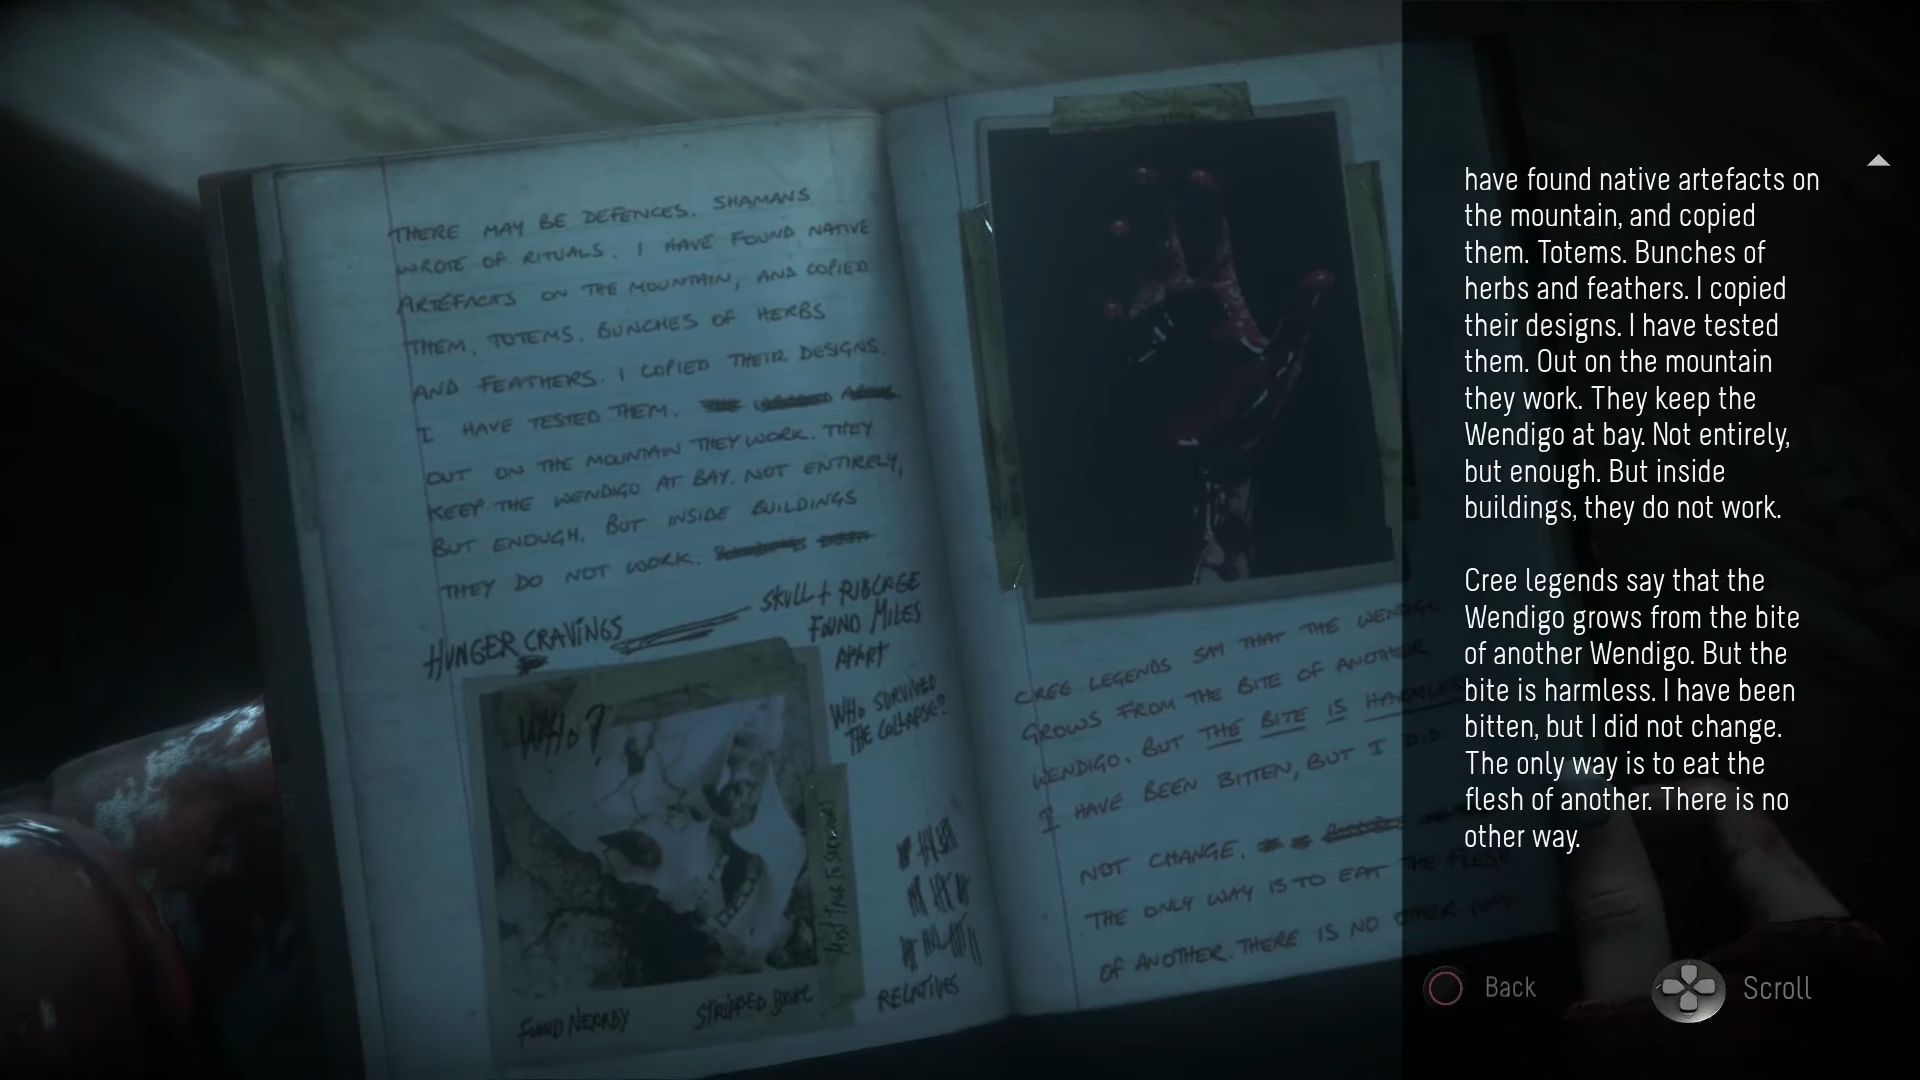 THERE MAY BE DEFENCES. SHAMANS
WROTE OF RITUALS. I HAVE FOUND NATIVE
ARTEFACTS ON THE MOUNTAIN, AND COPIED
THEM. TOTEMS. BUNCHES OF HERBS
AND FEATHERS. I COPIED THEIR DESIGNS.
I HAVE TESTED THEM.
OUT ON THE MOUNTAIN THEY WORK. THEY
KEEP THE WENDIGO AT BAY. NOT ENTIRELY,
BUT ENOUGH. BUT INSIDE BUILDINGS
THEY DO NOT WORK.
HUNGER CRAVINGS
SKULL + RIBCAGE
FOUND MILES
APART
WHO SURVIVED
THE COLLAPSE?
WHO?
FOUND NEARBY
STRIPPED BARE
RELATIVES
CREE LEGENDS SAY THAT THE WENDIGO
GROWS FROM THE BITE OF ANOTHER
WENDIGO. BUT THE BITE IS HARMLESS
I HAVE BEEN BITTEN, BUT I DID
NOT CHANGE.
THE ONLY WAY IS TO EAT THE FLESH
OF ANOTHER. THERE IS NO OTHER WAY.
have found native artefacts on
the mountain, and copied
them. Totems. Bunches of
herbs and feathers. I copied
their designs. I have tested
them. Out on the mountain
they work. They keep the
Wendigo at bay. Not entirely,
but enough. But inside
buildings, they do not work.
Cree legends say that the
Wendigo grows from the bite
of another Wendigo. But the
bite is harmless. I have been
bitten, but I did not change.
The only way is to eat the
flesh of another. There is no
other way.
Back
Scroll